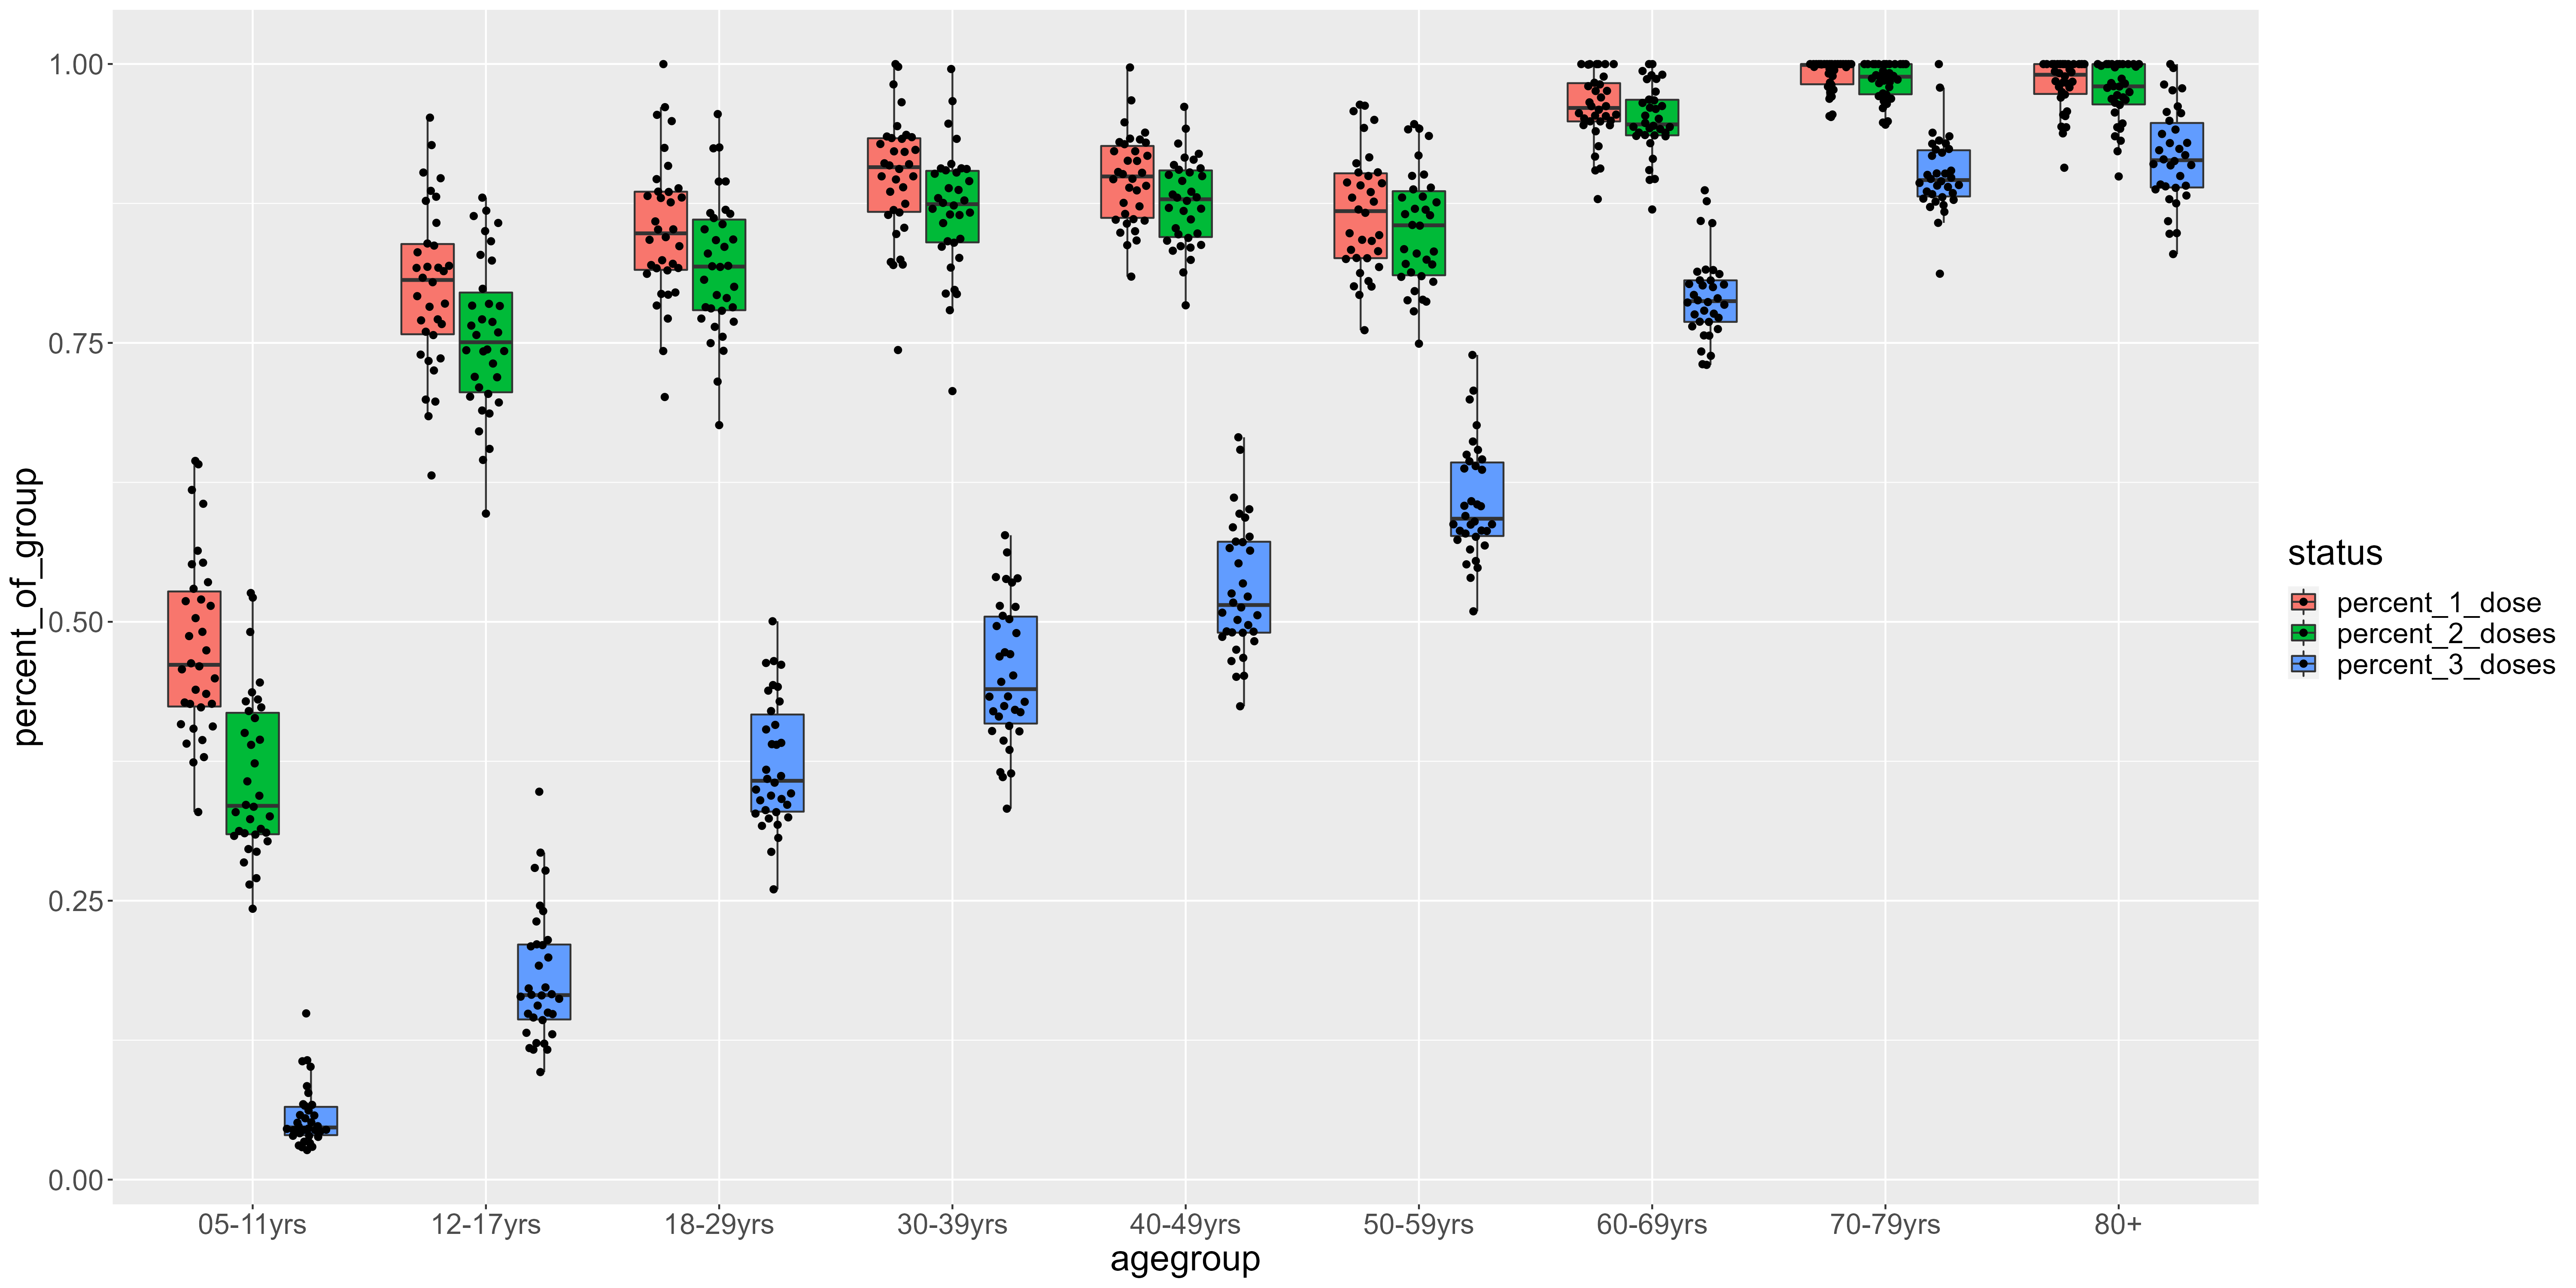 percent_of_group
1.00
0.75
0.50
0.25
0.00
05-11yrs
12-17yrs
18-29yrs
30-39yrs
40-49yrs
50-59yrs
60-69yrs
70-79yrs
80+
agegroup
status
percent_1_dose
percent_2_doses
percent_3_doses